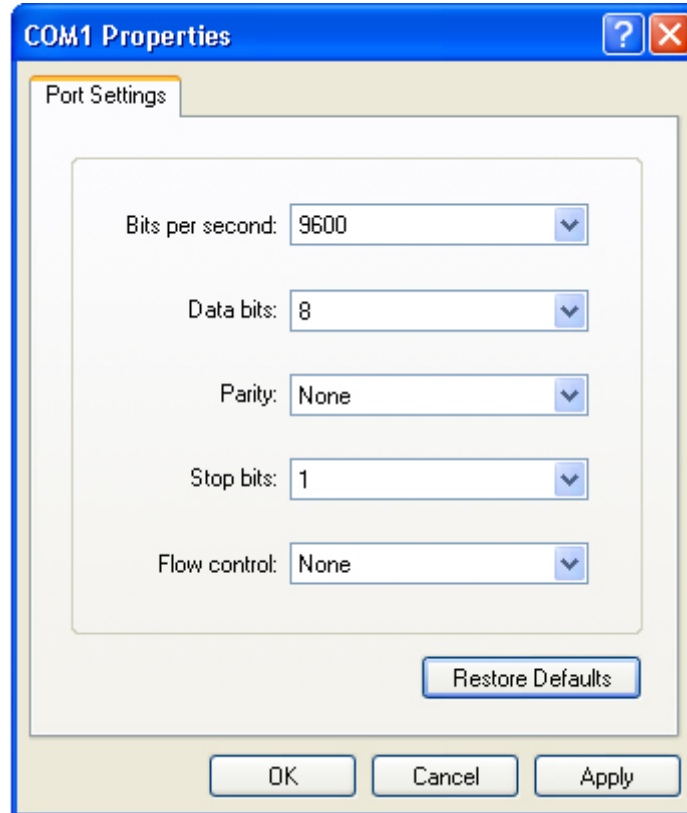 COM1 Properties
Port Settings
Bits per second: 9600
Data bits: 8
Parity: None
Stop bits: 1
Flow control: None
Restore Defaults
OK Cancel Apply